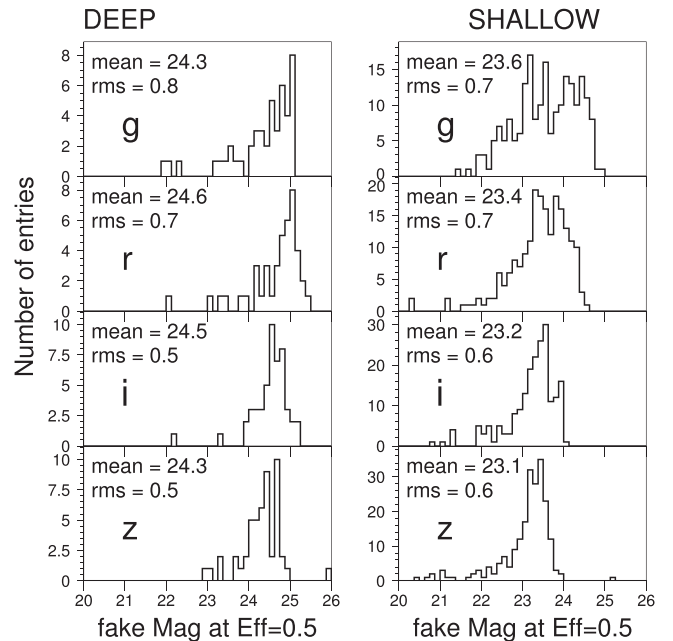 DEEP
SHALLOW
Number of entries
mean = 24.3
rms = 0.8
g
0
2
4
6
8
mean = 23.6
rms = 0.7
g
0
5
10
15
mean = 24.6
rms = 0.7
r
0
2
4
6
8
mean = 23.4
rms = 0.7
r
0
5
10
15
20
mean = 24.5
rms = 0.5
i
0
2.5
5
7.5
10
mean = 23.2
rms = 0.6
i
0
10
20
30
mean = 24.3
rms = 0.5
z
0
2.5
5
7.5
10
mean = 23.1
rms = 0.6
z
0
10
20
30
20 21 22 23 24 25 26
20 21 22 23 24 25 26
fake Mag at Eff=0.5
fake Mag at Eff=0.5